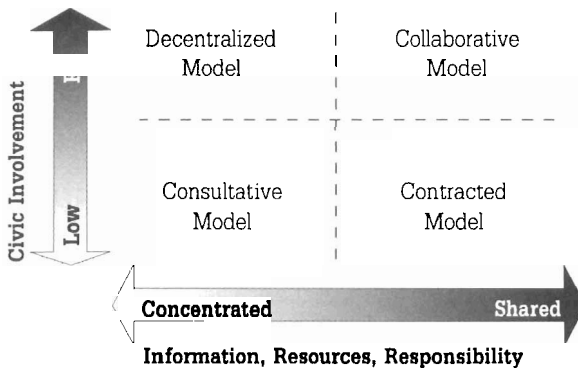 Decentralized
Model
Collaborative
Model
Civic Involvement
Low
Consultative
Model
Contracted
Model
Concentrated
Shared
Information, Resources, Responsibility